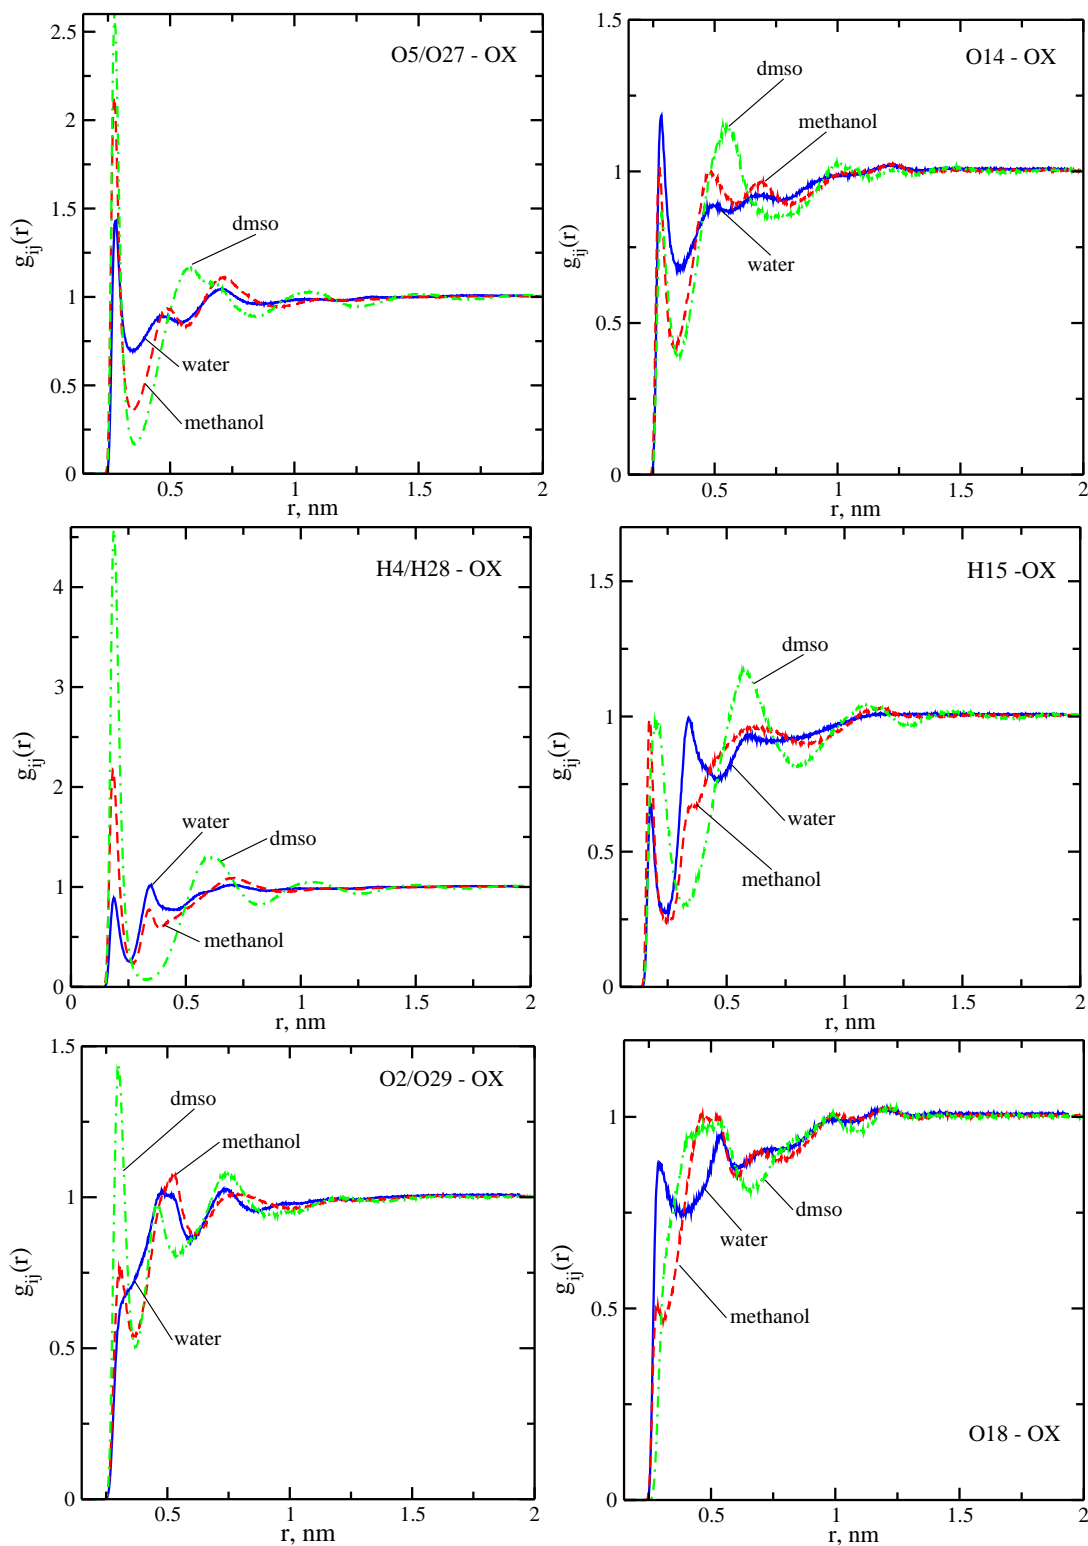 O5/O27 - OX
2.5
2
1.5
1
0.5
0
g_ij(r)
dmso
water
methanol
0.5
1
1.5
2
r, nm
O14 - OX
1.5
1
0.5
0
g_ij(r)
dmso
methanol
water
0.5
1
1.5
2
r, nm
H4/H28 - OX
4
3
2
1
0
g_ij(r)
water
dmso
methanol
0
0.5
1
1.5
2
r, nm
H15 -OX
1.5
1
0.5
0
g_ij(r)
dmso
water
methanol
0.5
1
1.5
2
r, nm
O2/O29 - OX
1.5
1
0.5
0
g_ij(r)
dmso
methanol
water
0.5
1
1.5
2
r, nm
1
0.5
0
g_ij(r)
dmso
water
methanol
O18 - OX
0.5
1
1.5
2
r, nm